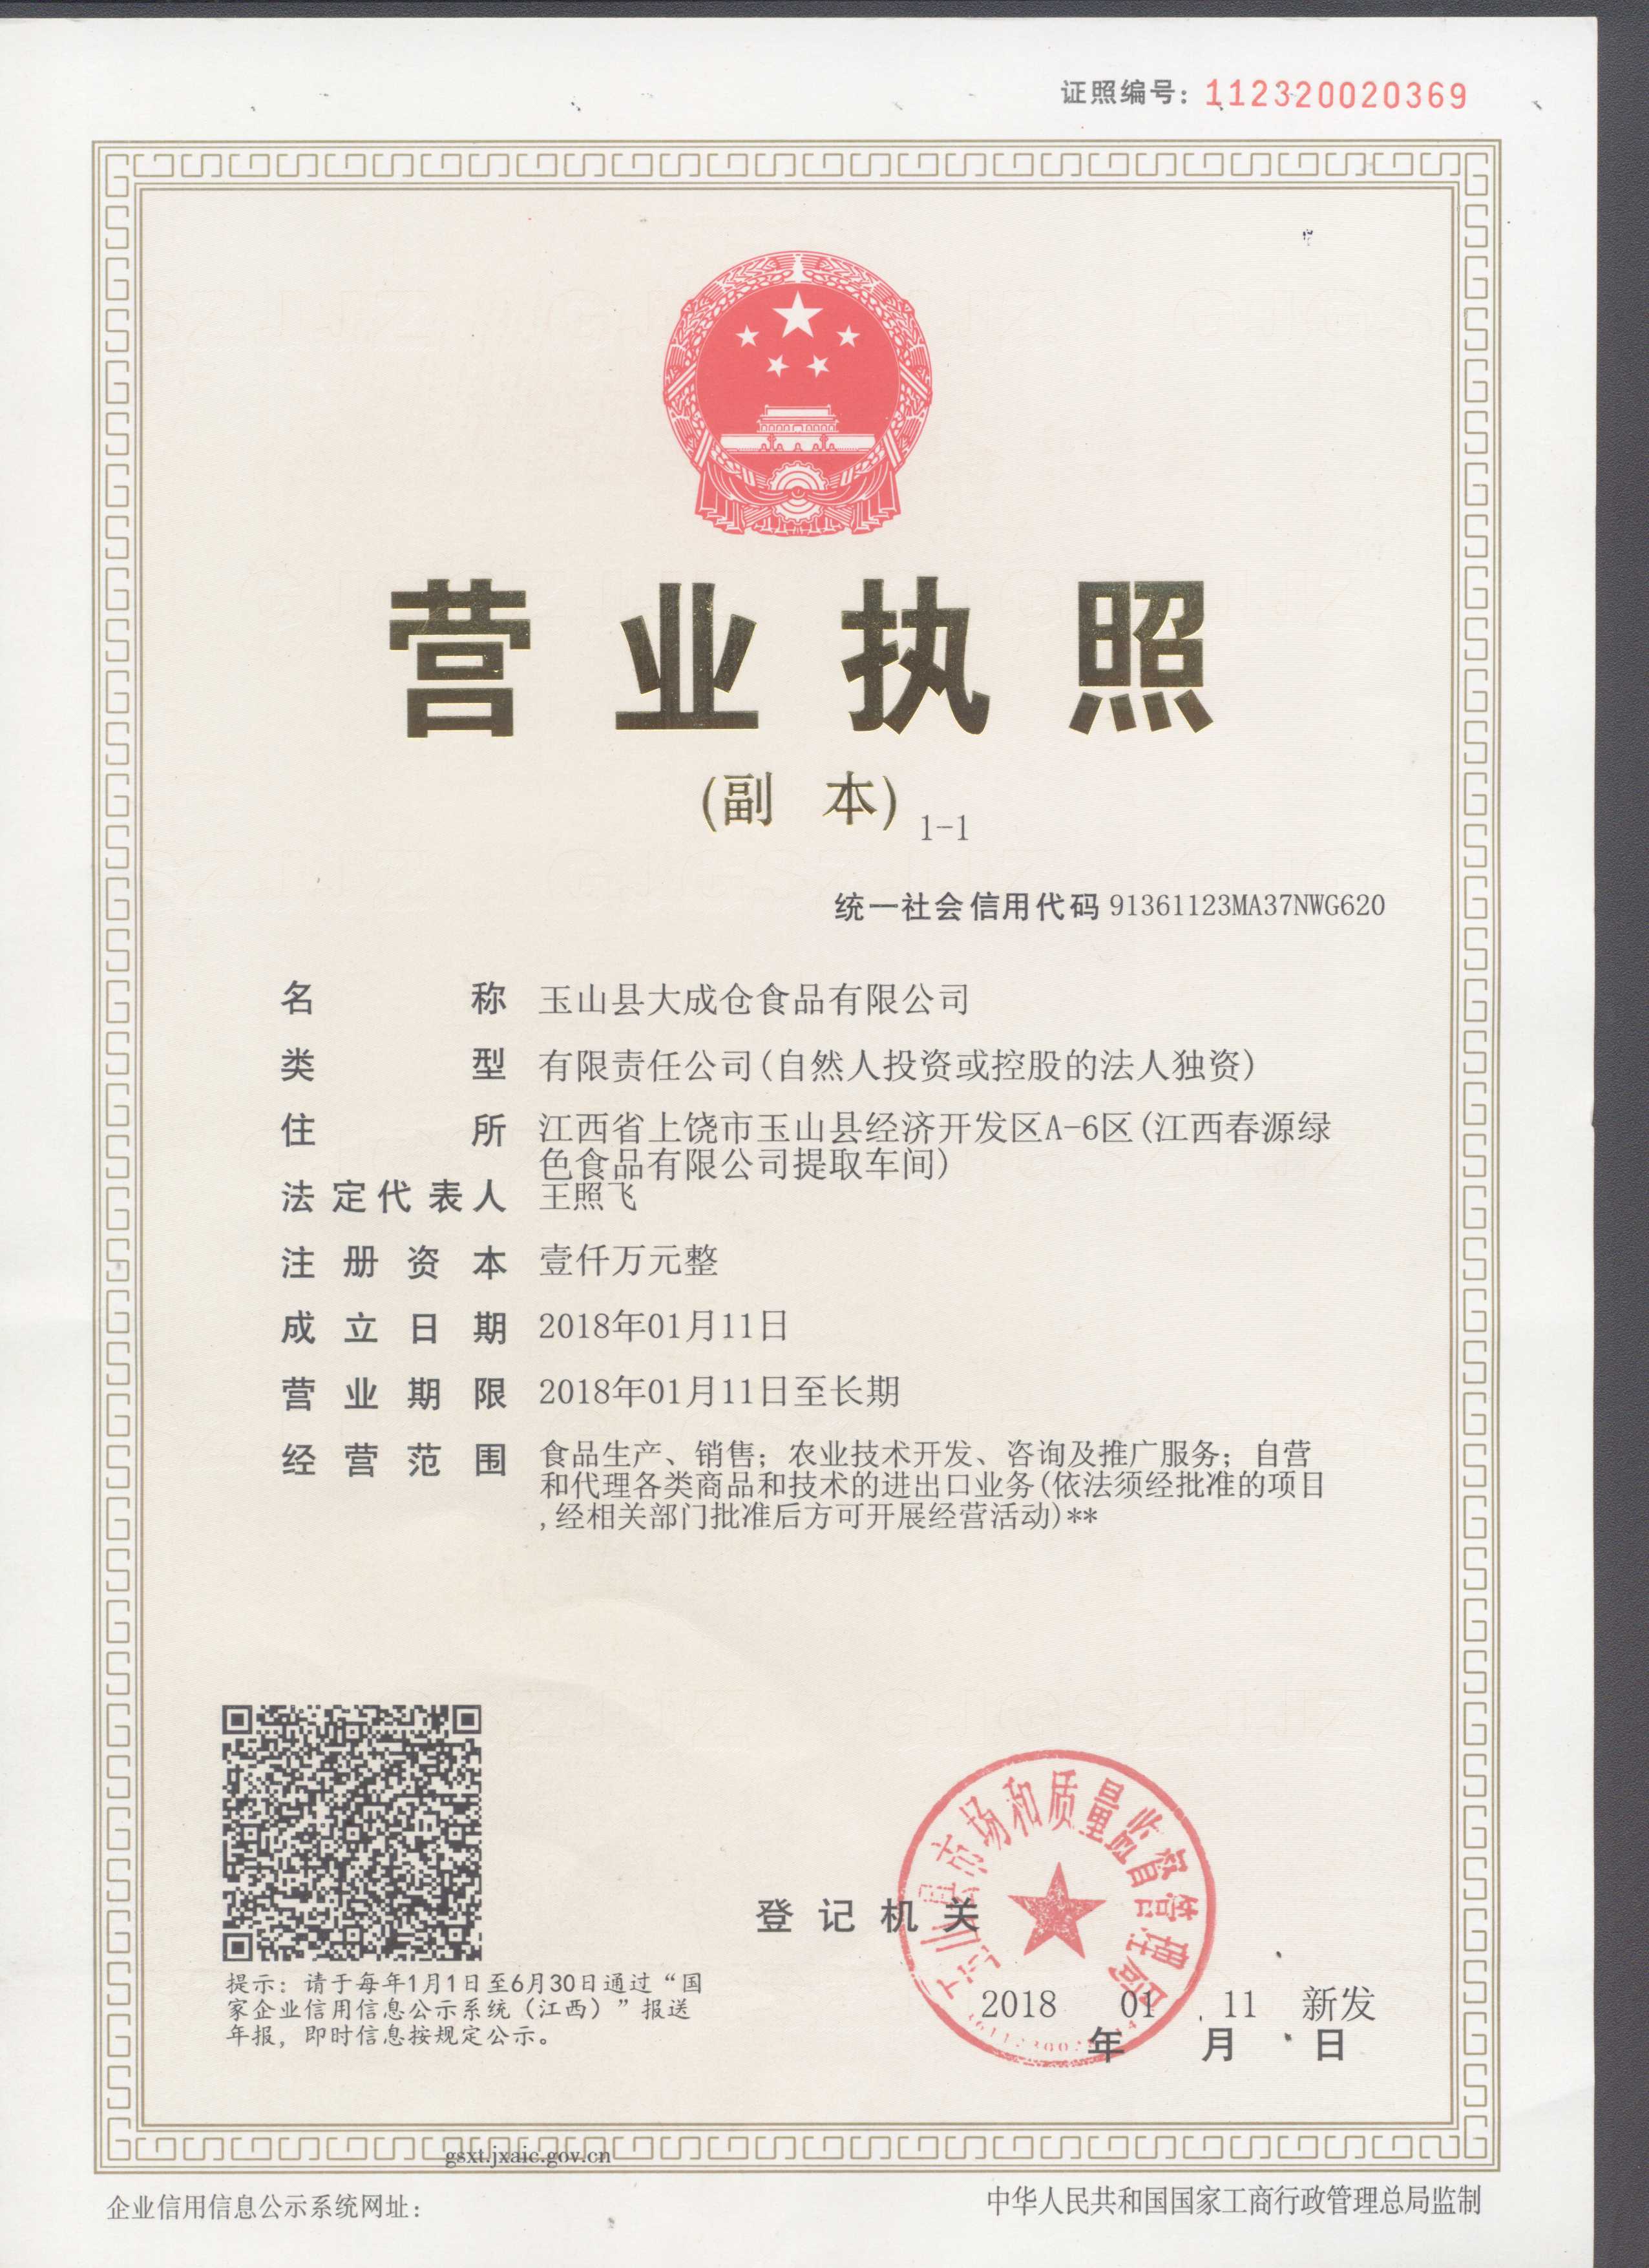 证照编号：112320020369
营业执照
(副 本) 1-1
统一社会信用代码 91361123MA37NWG620
名 称 玉山县大成仓食品有限公司
类 型 有限责任公司(自然人投资或控股的法人独资)
住 所 江西省上饶市玉山县经济开发区A-6区(江西春源绿
色食品有限公司提取车间)
法定代表人 王照飞
注册资本 壹仟万元整
成立日期 2018年01月11日
营业期限 2018年01月11日至长期
经营范围 食品生产、销售；农业技术开发、咨询及推广服务；自营
和代理各类商品和技术的进出口业务(依法须经批准的项目
,经相关部门批准后方可开展经营活动)**
玉山县市场和质量监督管理局
登记机关
2018 01 11 新发
年 月 日
提示：请于每年1月1日至6月30日通过“国
家企业信用信息公示系统（江西）”报送
年报，即时信息按规定公示。
gsxt.jxaic.gov.cn
企业信用信息公示系统网址：
中华人民共和国国家工商行政管理总局监制